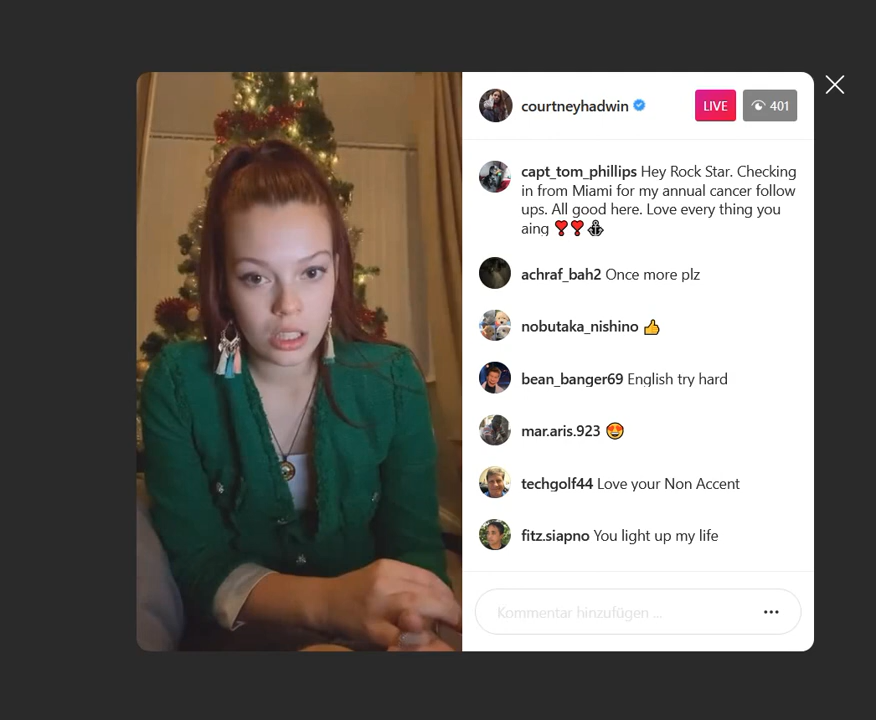 courtneyhadwin
LIVE
401
capt_tom_phillips Hey Rock Star. Checking
in from Miami for my annual cancer follow
ups. All good here. Love every thing you
aing ❣️❣️
achraf_bah2 Once more plz
nobutaka_nishino 👍
bean_banger69 English try hard
mar.aris.923 😍
techgolf44 Love your Non Accent
fitz.siapno You light up my life
Kommentar hinzufügen ...